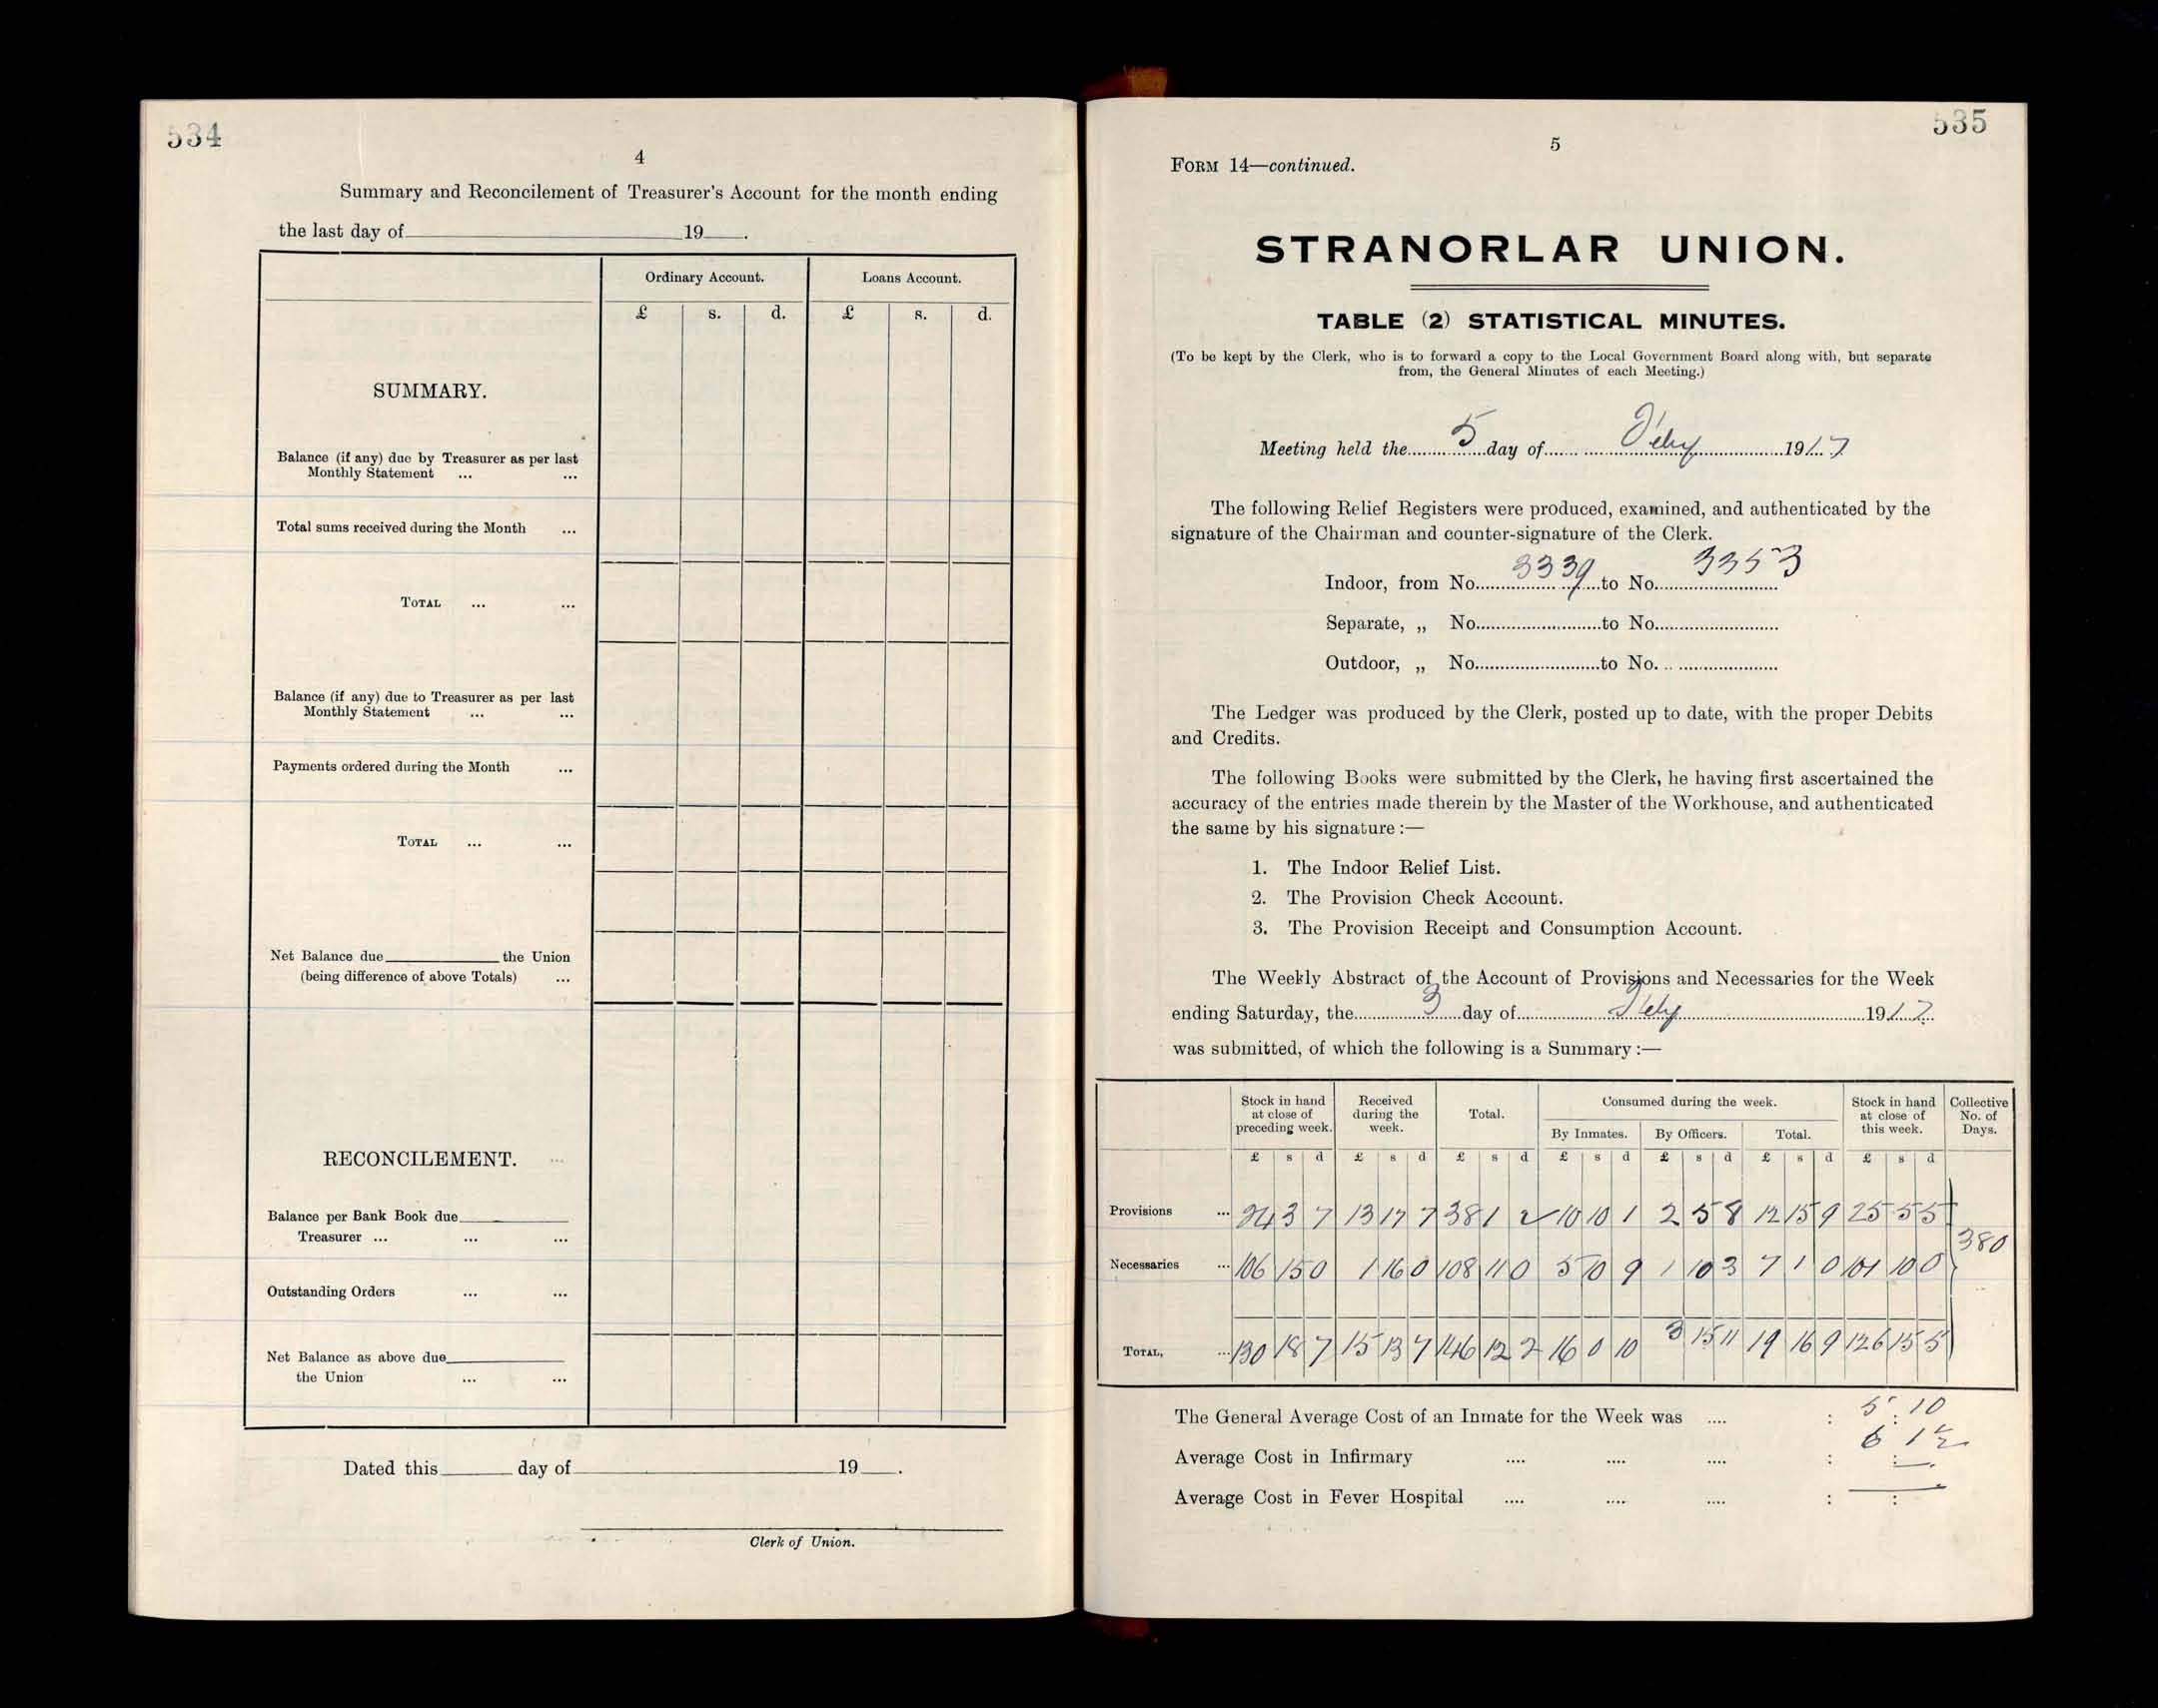 534
4
Summary and Reconcilement of Treasurer's Account for the month ending
the last day of 19 .
Ordinary Account. Loans Account.
£ s. d. £ s. d.
SUMMARY.
Balance (if any) due by Treasurer as per last
Monthly Statement ... ...
Total sums received during the Month ...
TOTAL ... ...
Balance (if any) due to Treasurer as per last
Monthly Statement ... ...
Payments ordered during the Month ...
TOTAL ... ...
Net Balance due the Union
(being difference of above Totals) ...
RECONCILEMENT. ...
Balance per Bank Book due
Treasurer ... ... ...
Outstanding Orders ... ...
Net Balance as above due
the Union ... ...
Dated this day of 19 .
Clerk of Union.
535
5
FORM 14—continued.
STRANORLAR UNION.
TABLE (2) STATISTICAL MINUTES.
(To be kept by the Clerk, who is to forward a copy to the Local Government Board along with, but separate
from, the General Minutes of each Meeting.)
Meeting held the 5 day of Feby 1917
The following Relief Registers were produced, examined, and authenticated by the
signature of the Chairman and counter-signature of the Clerk.
Indoor, from No. 3339 to No. 3353
Separate, „ No. to No.
Outdoor, „ No. to No.
The Ledger was produced by the Clerk, posted up to date, with the proper Debits
and Credits.
The following Books were submitted by the Clerk, he having first ascertained the
accuracy of the entries made therein by the Master of the Workhouse, and authenticated
the same by his signature :—
1. The Indoor Relief List.
2. The Provision Check Account.
3. The Provision Receipt and Consumption Account.
The Weekly Abstract of the Account of Provisions and Necessaries for the Week
ending Saturday, the 3 day of Feby 1917
was submitted, of which the following is a Summary :—
Stock in hand at close of preceding week. Received during the week. Total. Consumed during the week. Stock in hand at close of this week. Collective No. of Days.
By Inmates. By Officers. Total.
£ s d £ s d £ s d £ s d £ s d £ s d £ s d
Provisions ... 24 3 7 13 17 7 38 1 2 10 10 1 2 5 8 12 15 9 25 5 5
380
Necessaries ... 106 15 0 1 16 0 108 11 0 5 10 9 1 10 3 7 1 0 101 10 0
TOTAL, ... 130 18 7 15 13 7 146 12 2 16 0 10 3 15 11 19 16 9 126 15 5
The General Average Cost of an Inmate for the Week was .... : 5 : 10
Average Cost in Infirmary .... .... .... : 6 : 1½
Average Cost in Fever Hospital .... .... .... : :